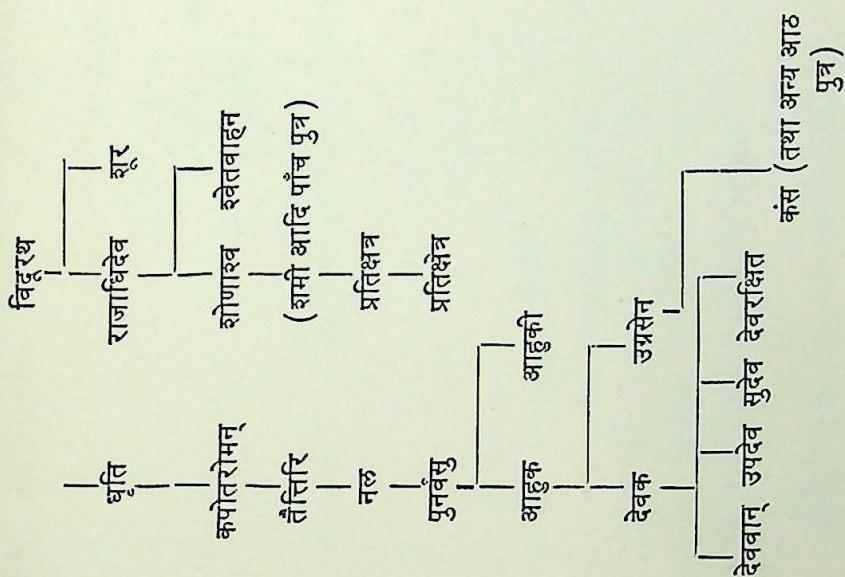 विदूरथ
धृति राजाधिदेव शूर
कपोतरोमन् शोणाश्व श्वेतवाहन
तैत्तिरि (शमी आदि पाँच पुत्र)
नल प्रतिक्षत्र
पुनर्वसु प्रतिक्षेत्र
आहुक आहुकी
देवक उग्रसेन
देववान् उपदेव सुदेव देवरक्षित
कंस (तथा अन्य आठ
पुत्र)